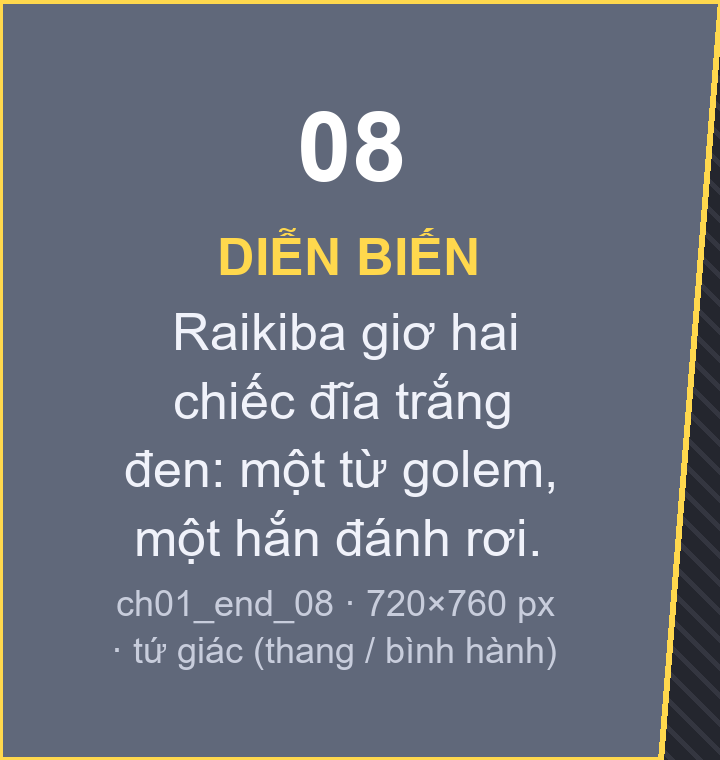 08
DIỄN BIẾN
Raikiba giơ hai
chiếc đĩa trắng
đen: một từ golem,
một hắn đánh rơi.
ch01_end_08 · 720×760 px
· tứ giác (thang / bình hành)